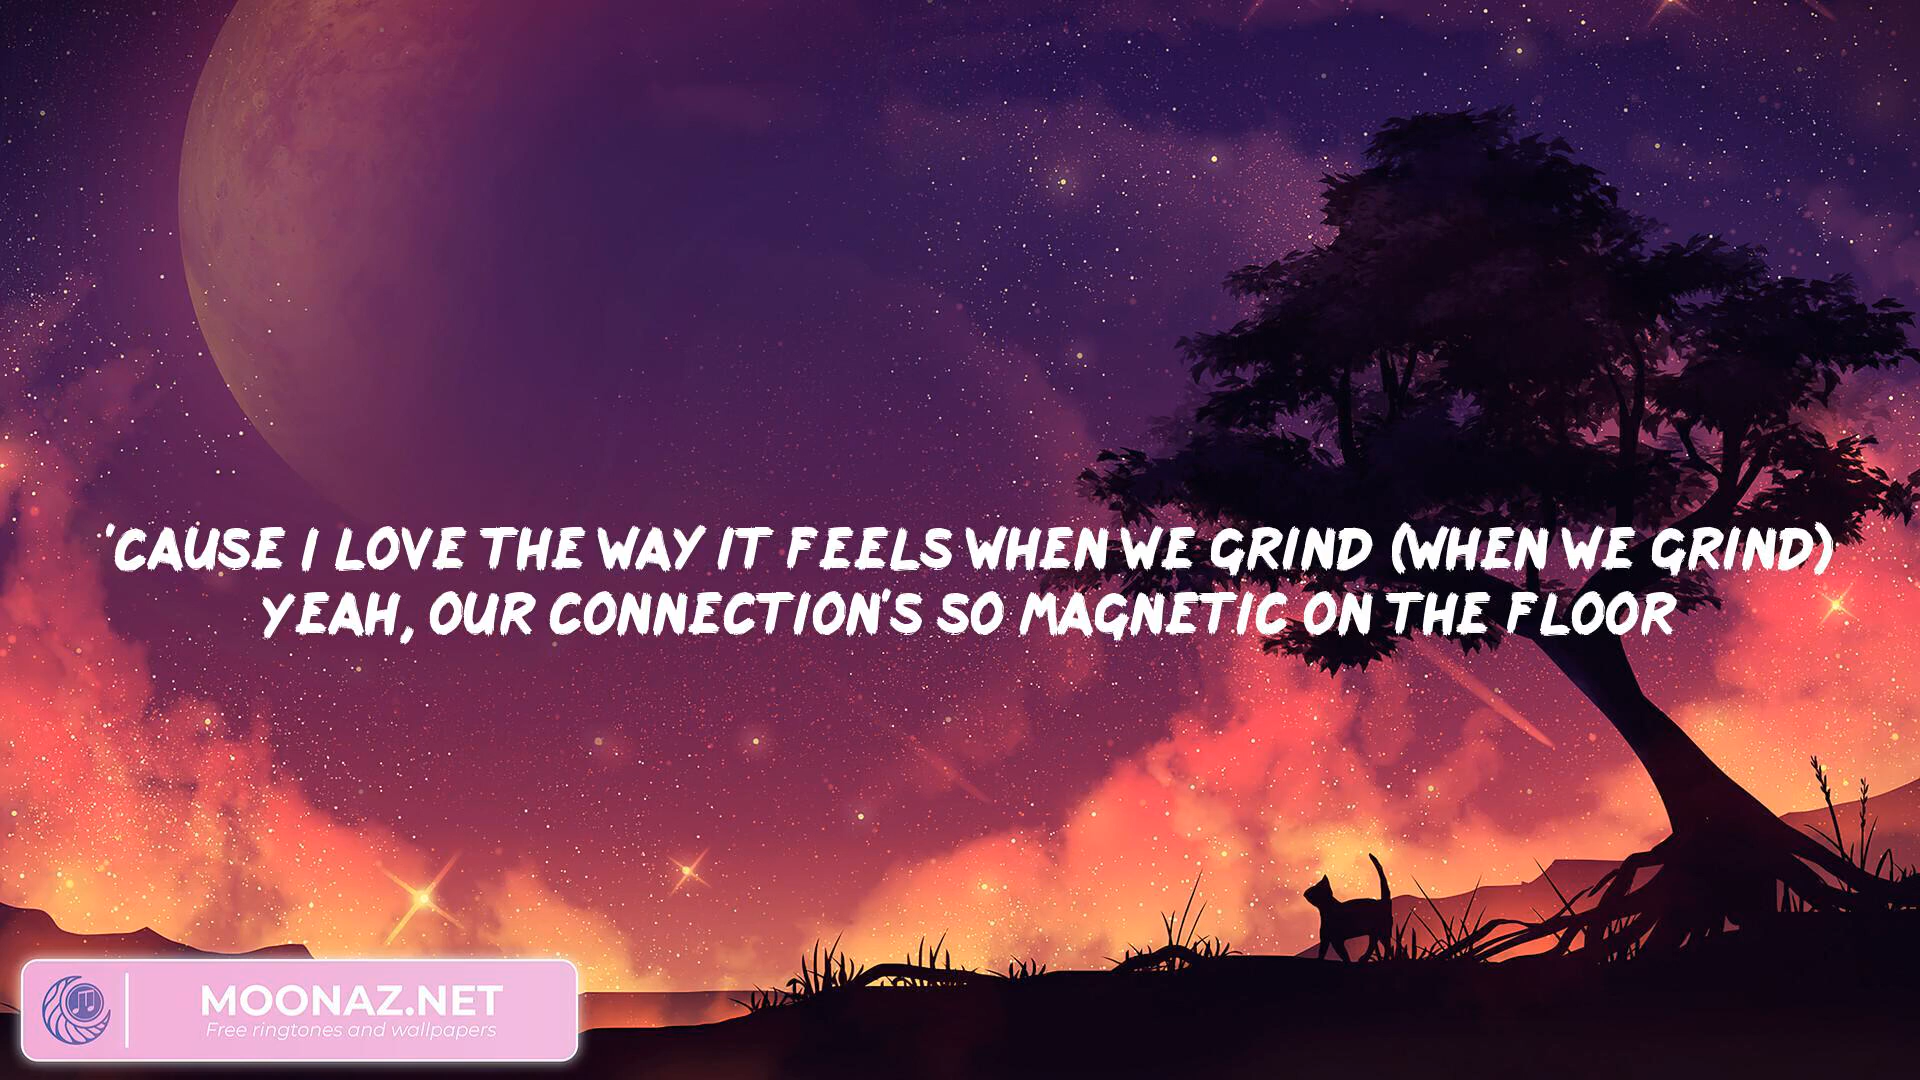 'CAUSE I LOVE THE WAY IT FEELS WHEN WE GRIND (WHEN WE GRIND)
YEAH, OUR CONNECTION'S SO MAGNETIC ON THE FLOOR
MOONAZ.NET
Free ringtones and wallpapers